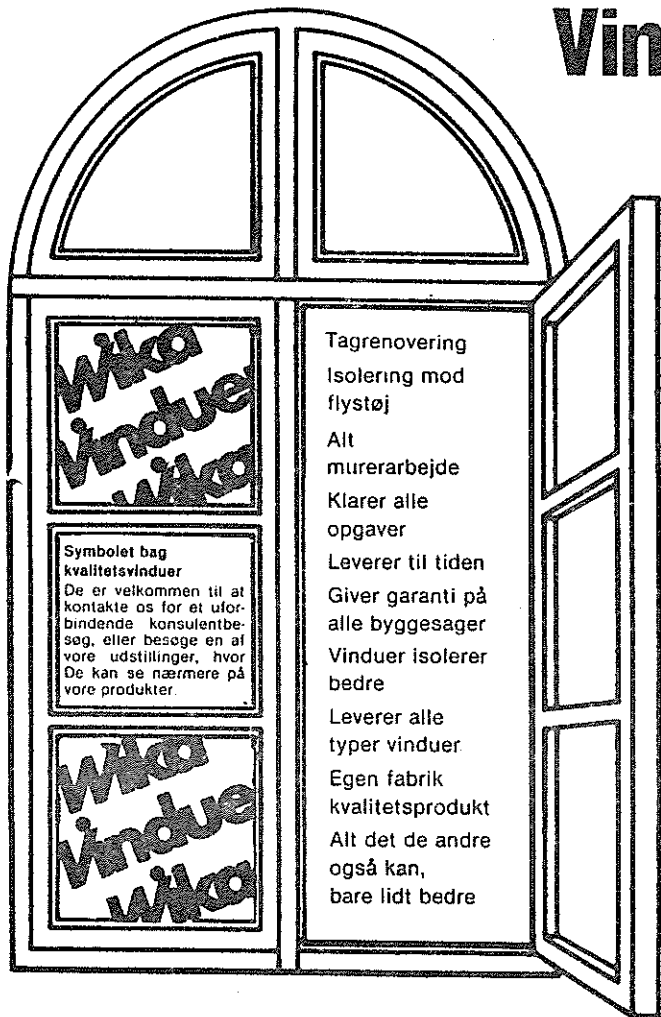 Vin
Wika
Vinduer
Wika
Symbolet bag
kvalitetsvinduer
De er velkommen til at
kontakte os for et ufor-
bindende konsulentbe-
søg, eller besøge en af
vore udstillinger, hvor
De kan se nærmere på
vore produkter.
Wika
Vindue
Wika
Tagrenovering
Isolering mod
flystøj
Alt
murerarbejde
Klarer alle
opgaver
Leverer til tiden
Giver garanti på
alle byggesager
Vinduer isolerer
bedre
Leverer alle
typer vinduer
Egen fabrik
kvalitetsprodukt
Alt det de andre
også kan,
bare lidt bedre